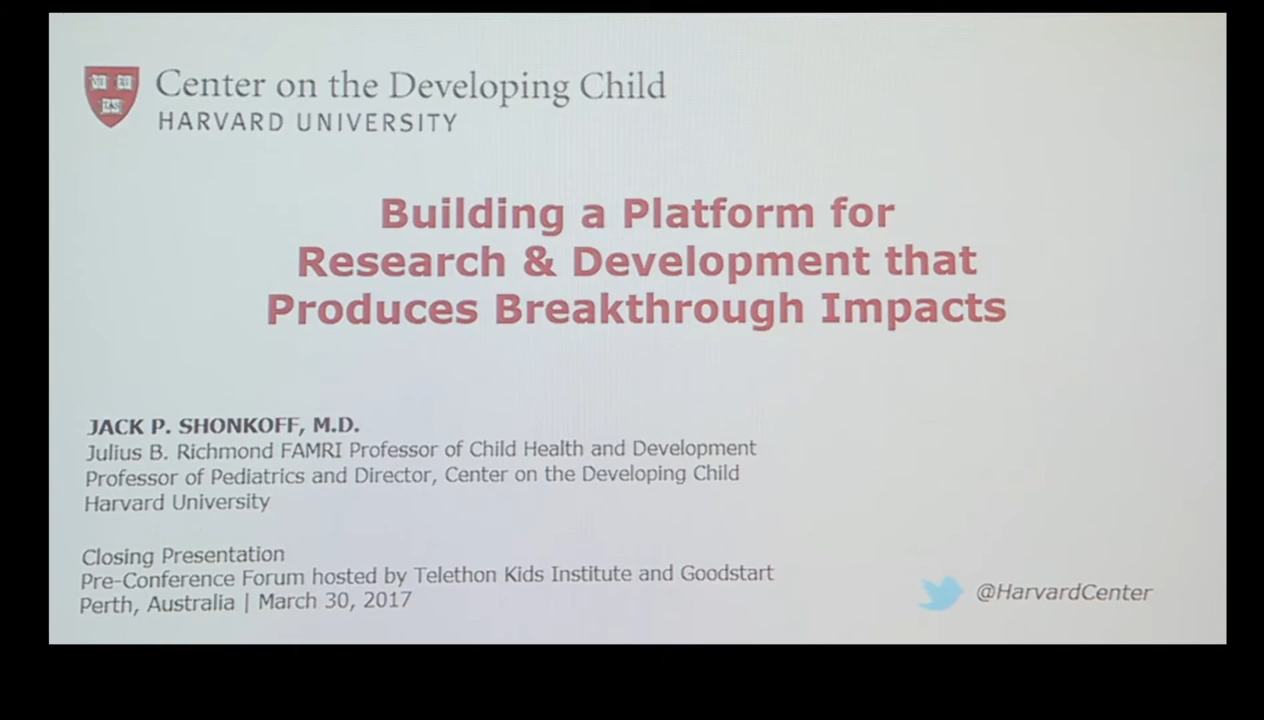 VE RI
TAS
Center on the Developing Child
HARVARD UNIVERSITY
Building a Platform for
Research & Development that
Produces Breakthrough Impacts
JACK P. SHONKOFF, M.D.
Julius B. Richmond FAMRI Professor of Child Health and Development
Professor of Pediatrics and Director, Center on the Developing Child
Harvard University
Closing Presentation
Pre-Conference Forum hosted by Telethon Kids Institute and Goodstart
Perth, Australia | March 30, 2017
@HarvardCenter